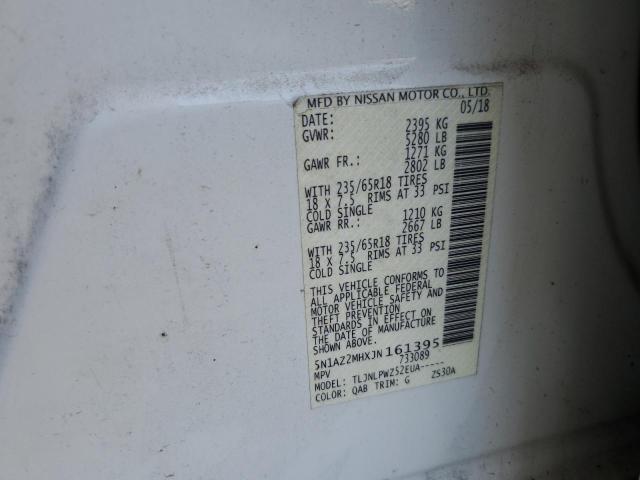 MFD BY NISSAN MOTOR CO., LTD.
DATE: 05/18
GVWR: 2395 KG
5280 LB
GAWR FR.: 1271 KG
2802 LB
WITH 235/65R18 TIRES
18 X 7.5 RIMS AT 33 PSI
COLD SINGLE
GAWR RR.: 1210 KG
2667 LB
WITH 235/65R18 TIRES
18 X 7.5 RIMS AT 33 PSI
COLD SINGLE
THIS VEHICLE CONFORMS TO
ALL APPLICABLE FEDERAL
MOTOR VEHICLE SAFETY AND
THEFT PREVENTION
STANDARDS IN EFFECT ON
THE DATE OF MANUFACTURE
SHOWN ABOVE.
5N1AZ2MHXJN161395
MPV 733089
MODEL: TLJNLPWZ52EUA-----
COLOR: QAB TRIM: G Z530A